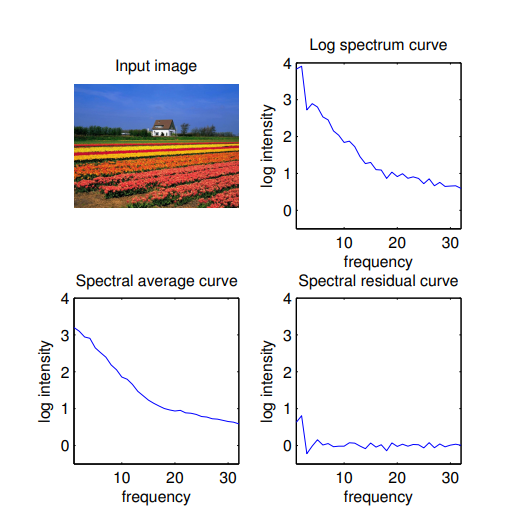 Input image
Log spectrum curve
4
3
2
1
0
log intensity
10
20
30
frequency
Spectral average curve
4
3
2
1
0
log intensity
10
20
30
frequency
Spectral residual curve
4
3
2
1
0
log intensity
10
20
30
frequency